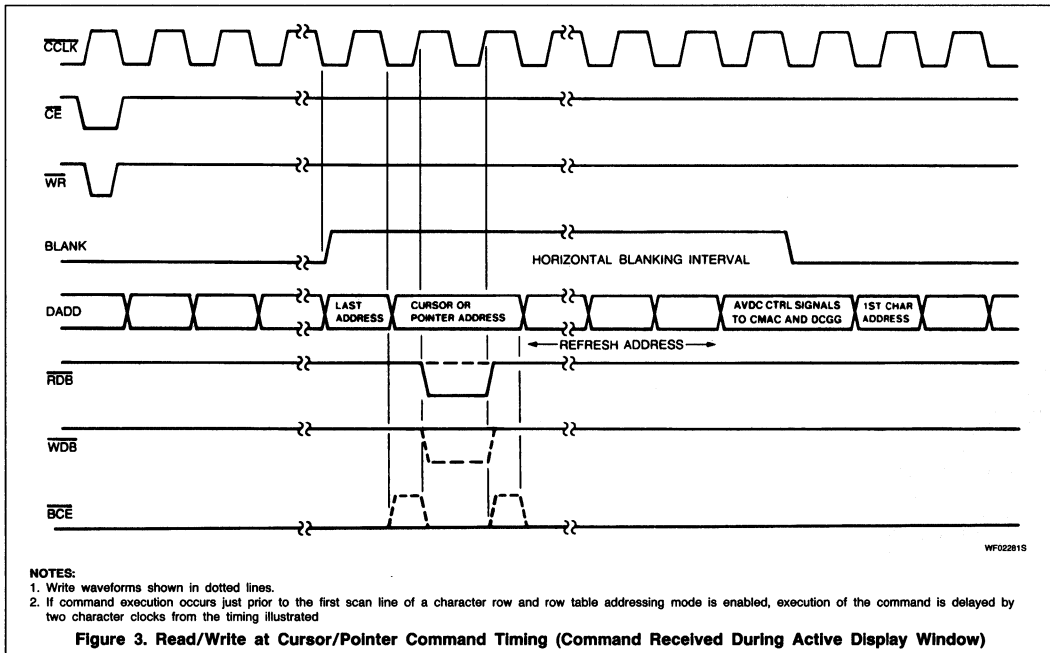 CCLK
CE
WR
BLANK
HORIZONTAL BLANKING INTERVAL
DADD
LAST
ADDRESS
CURSOR OR
POINTER ADDRESS
AVDC CTRL SIGNALS
TO CMAC AND DCGG
1ST CHAR
ADDRESS
REFRESH ADDRESS
RDB
WDB
BCE
WF02281S
NOTES:
1. Write waveforms shown in dotted lines.
2. If command execution occurs just prior to the first scan line of a character row and row table addressing mode is enabled, execution of the command is delayed by
two character clocks from the timing illustrated
Figure 3. Read/Write at Cursor/Pointer Command Timing (Command Received During Active Display Window)